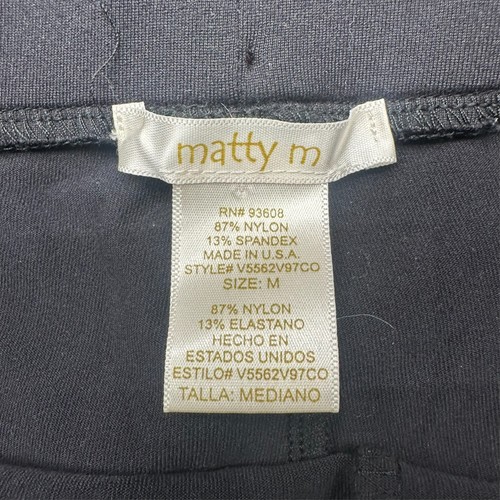 matty m
RN# 93608
87% NYLON
13% SPANDEX
MADE IN U.S.A.
STYLE# V5562V97CO
SIZE: M
87% NYLON
13% ELASTANO
HECHO EN
ESTADOS UNIDOS
ESTILO# V5562V97CO
TALLA: MEDIANO